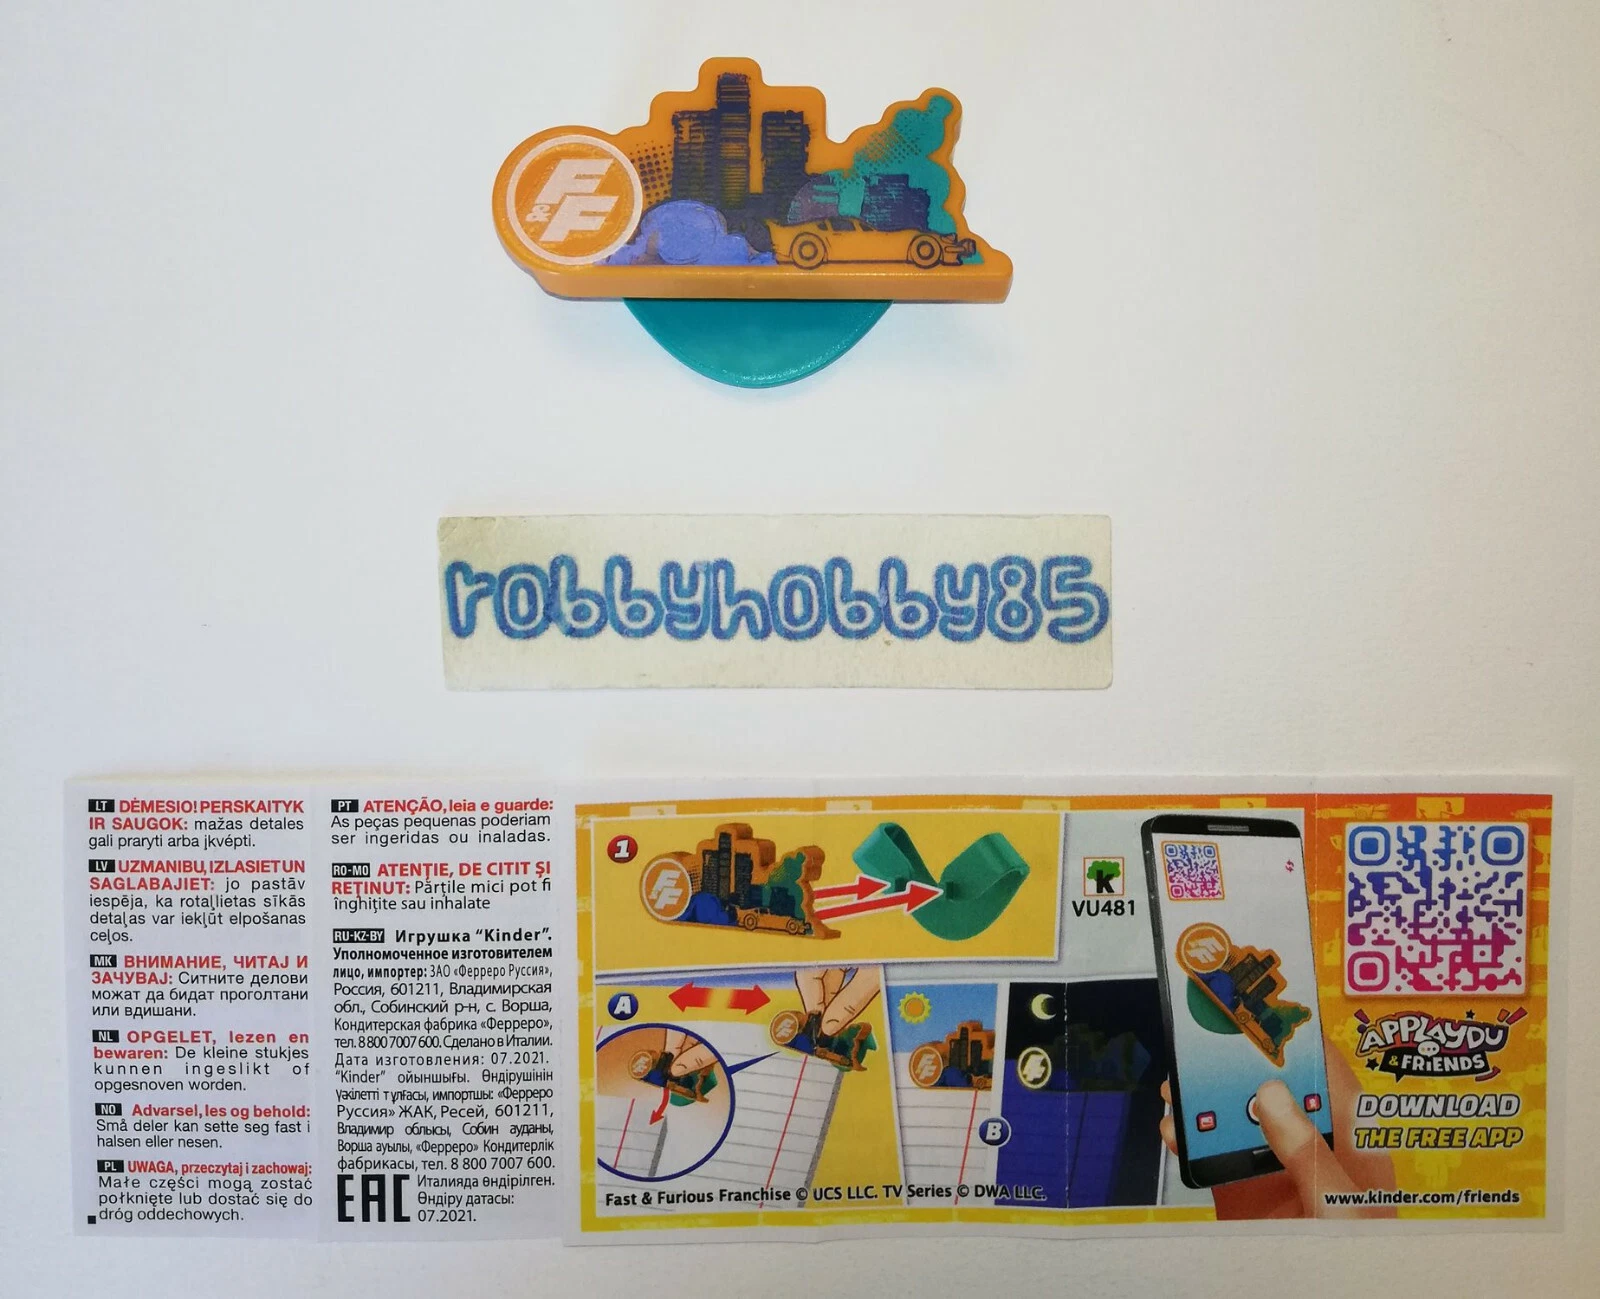 F
&F
robbyhobby85
LT DĖMESIO! PERSKAITYK
IR SAUGOK: mažas detales
gali praryti arba įkvėpti.
LV UZMANIBU, IZLASIET UN
SAGLABAJIET: jo pastāv
iespēja, ka rotaļlietas sīkās
detaļas var iekļūt elpošanas
ceļos.
MK ВНИМАНИЕ, ЧИТАЈ И
ЗАЧУВАЈ: Ситните делови
можат да бидат проголтани
или вдишани.
NL OPGELET, lezen en
bewaren: De kleine stukjes
kunnen ingeslikt of
opgesnoven worden.
NO Advarsel, les og behold:
Små deler kan sette seg fast i
halsen eller nesen.
PL UWAGA, przeczytaj i zachowaj:
Małe części mogą zostać
połknięte lub dostać się do
dróg oddechowych.
PT ATENÇÃO, leia e guarde:
As peças pequenas poderiam
ser ingeridas ou inaladas.
RO-MO ATENȚIE, DE CITIT ȘI
REȚINUT: Părțile mici pot fi
înghițite sau inhalate
RU-KZ-BY Игрушка “Kinder”.
Уполномоченное изготовителем
лицо, импортер: ЗАО «Ферреро Руссия»,
Россия, 601211, Владимирская
обл., Собинский р-н, с. Ворша,
Кондитерская фабрика «Ферреро»,
тел. 8 800 7007 600. Сделано в Италии.
Дата изготовления: 07.2021.
“Kinder” ойыншығы. Өндірушінің
уәкілетті тұлғасы, импортшы: «Ферреро
Руссия» ЖАК, Ресей, 601211,
Владимир облысы, Собин ауданы,
Ворша ауылы, «Ферреро» Кондитерлік
фабрикасы, тел. 8 800 7007 600.
Италияда өндірілген.
Өндіру датасы:
07.2021.
EAC
1
F
&F
K
VU481
A
B
Fast & Furious Franchise © UCS LLC. TV Series © DWA LLC.
APPLAYDU
& FRIENDS
DOWNLOAD
THE FREE APP
www.kinder.com/friends